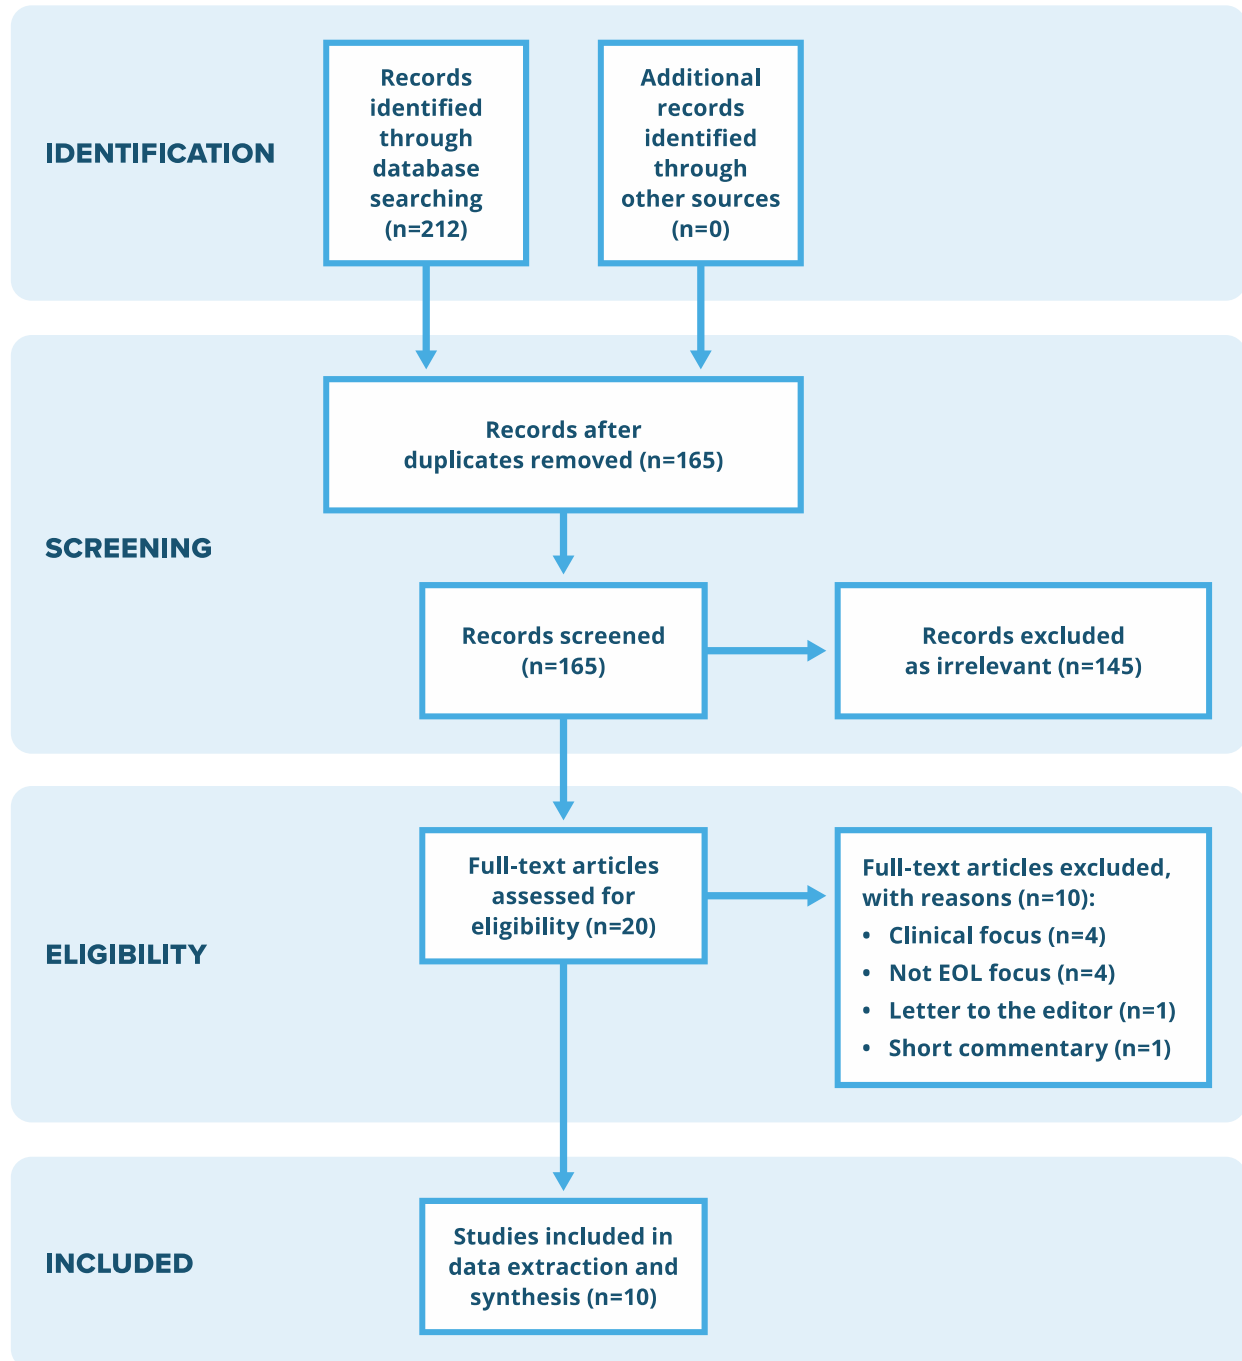 IDENTIFICATION
Records
identified
through
database
searching
(n=212)
Additional
records
identified
through
other sources
(n=0)
SCREENING
Records after
duplicates removed (n=165)
Records screened
(n=165)
Records excluded
as irrelevant (n=145)
ELIGIBILITY
Full-text articles
assessed for
eligibility (n=20)
Full-text articles excluded,
with reasons (n=10):
• Clinical focus (n=4)
• Not EOL focus (n=4)
• Letter to the editor (n=1)
• Short commentary (n=1)
INCLUDED
Studies included in
data extraction and
synthesis (n=10)